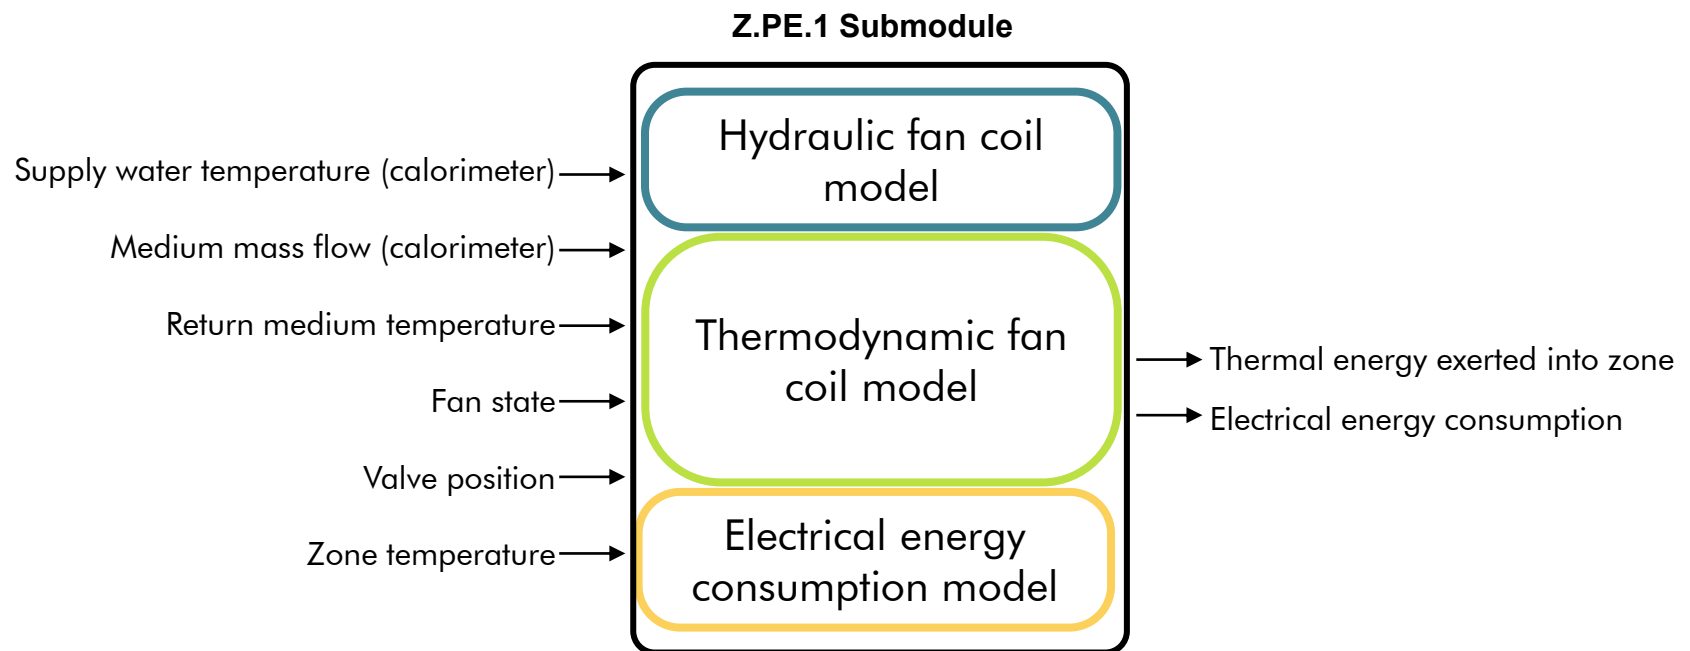 Z.PE.1 Submodule
Supply water temperature (calorimeter)
Medium mass flow (calorimeter)
Return medium temperature
Fan state
Valve position
Zone temperature
Hydraulic fan coil
model
Thermodynamic fan
coil model
Electrical energy
consumption model
Thermal energy exerted into zone
Electrical energy consumption